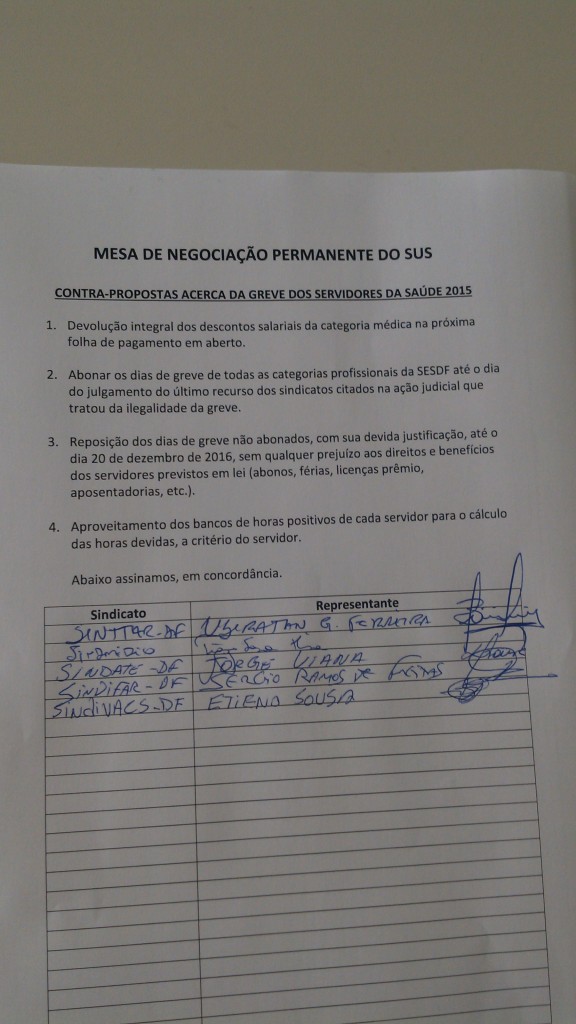 MESA DE NEGOCIAÇÃO PERMANENTE DO SUS
CONTRA-PROPOSTAS ACERCA DA GREVE DOS SERVIDORES DA SAÚDE 2015
1. Devolução integral dos descontos salariais da categoria médica na próxima
folha de pagamento em aberto.
2. Abonar os dias de greve de todas as categorias profissionais da SESDF até o dia
do julgamento do último recurso dos sindicatos citados na ação judicial que
tratou da ilegalidade da greve.
3. Reposição dos dias de greve não abonados, com sua devida justificação, até o
dia 20 de dezembro de 2016, sem qualquer prejuízo aos direitos e benefícios
dos servidores previstos em lei (abonos, férias, licenças prêmio,
aposentadorias, etc.).
4. Aproveitamento dos bancos de horas positivos de cada servidor para o cálculo
das horas devidas, a critério do servidor.
Abaixo assinamos, em concordância.
Sindicato Representante
SINTTAR-DF UBIRATAN G. FERREIRA
SINDATE-DF JORGE VIANA
SINDIFAR-DF SERGIO RAMOS DE FREITAS
SINDIVACS-DF ETIENO SOUSA